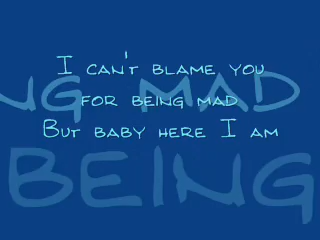 I can't blame you
for being mad
But baby here I am
NG MAD
BEING